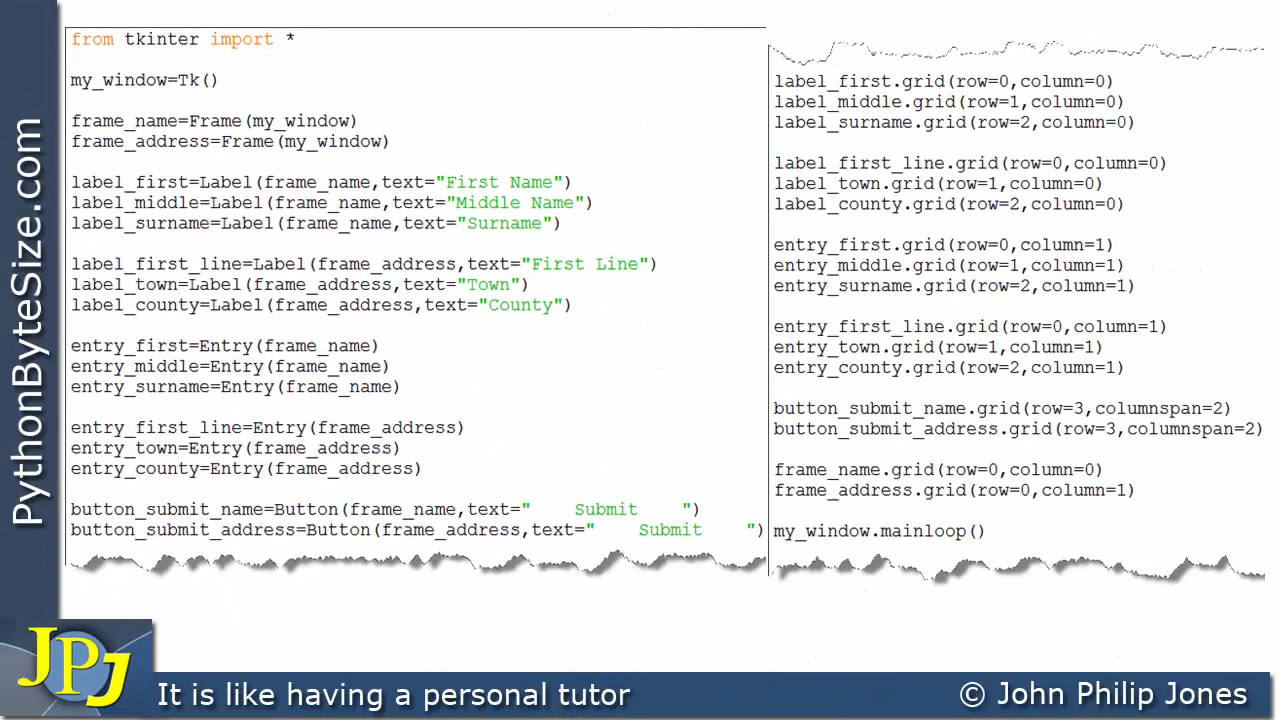 PythonByteSize.com
from tkinter import *
my_window=Tk()
frame_name=Frame(my_window)
frame_address=Frame(my_window)
label_first=Label(frame_name,text="First Name")
label_middle=Label(frame_name,text="Middle Name")
label_surname=Label(frame_name,text="Surname")
label_first_line=Label(frame_address,text="First Line")
label_town=Label(frame_address,text="Town")
label_county=Label(frame_address,text="County")
entry_first=Entry(frame_name)
entry_middle=Entry(frame_name)
entry_surname=Entry(frame_name)
entry_first_line=Entry(frame_address)
entry_town=Entry(frame_address)
entry_county=Entry(frame_address)
button_submit_name=Button(frame_name,text="    Submit    ")
button_submit_address=Button(frame_address,text="    Submit    ")
label_first.grid(row=0,column=0)
label_middle.grid(row=1,column=0)
label_surname.grid(row=2,column=0)
label_first_line.grid(row=0,column=0)
label_town.grid(row=1,column=0)
label_county.grid(row=2,column=0)
entry_first.grid(row=0,column=1)
entry_middle.grid(row=1,column=1)
entry_surname.grid(row=2,column=1)
entry_first_line.grid(row=0,column=1)
entry_town.grid(row=1,column=1)
entry_county.grid(row=2,column=1)
button_submit_name.grid(row=3,columnspan=2)
button_submit_address.grid(row=3,columnspan=2)
frame_name.grid(row=0,column=0)
frame_address.grid(row=0,column=1)
my_window.mainloop()
JPJ
It is like having a personal tutor
© John Philip Jones